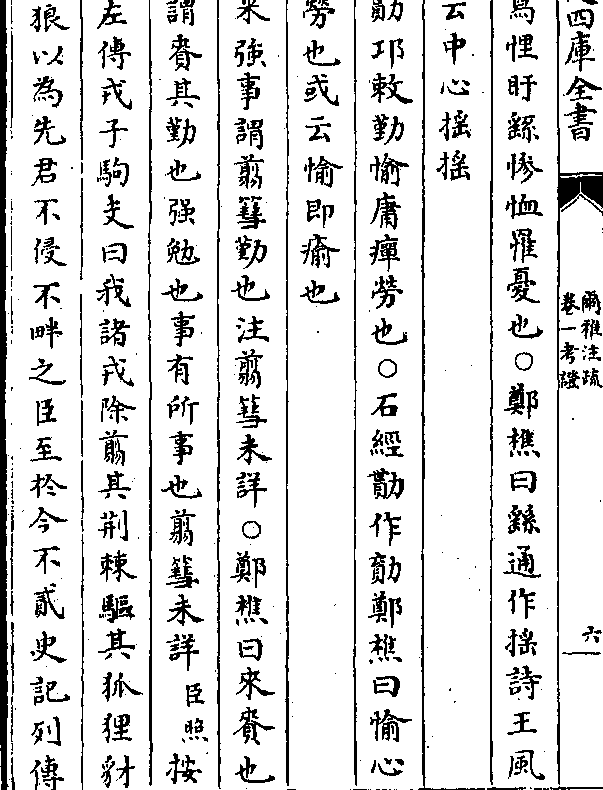 四庫全書
爾雅注疏
卷一考證
六
寫悝盱繇慘恤罹憂也○鄭樵曰繇通作揺詩王風
云中心揺揺
勩邛敕勤愉庸癉勞也○石經勩作勩鄭樵曰愉心
勞也或云愉即瘉也
來強事謂翦篲勤也注翦篲未詳○鄭樵曰來賚也
謂賚其勤也强勉也事有所事也翦篲未詳臣照按
左傳戎子駒支曰我諸戎除翦其荆棘驅其狐狸豺
狼以為先君不侵不畔之臣至於今不貳史記列傳